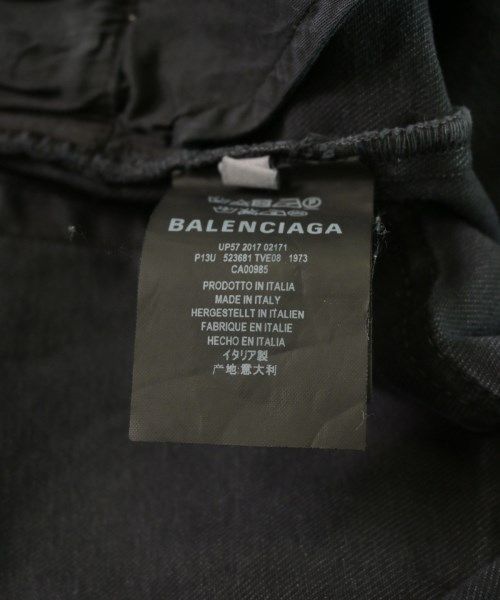 BALENCIAGA
UP57 2017 02171
P13U 523681 TVE08 1973
CA00985
PRODOTTO IN ITALIA
MADE IN ITALY
HERGESTELLT IN ITALIEN
FABRIQUE EN ITALIE
HECHO EN ITALIA
イタリア製
产地:意大利